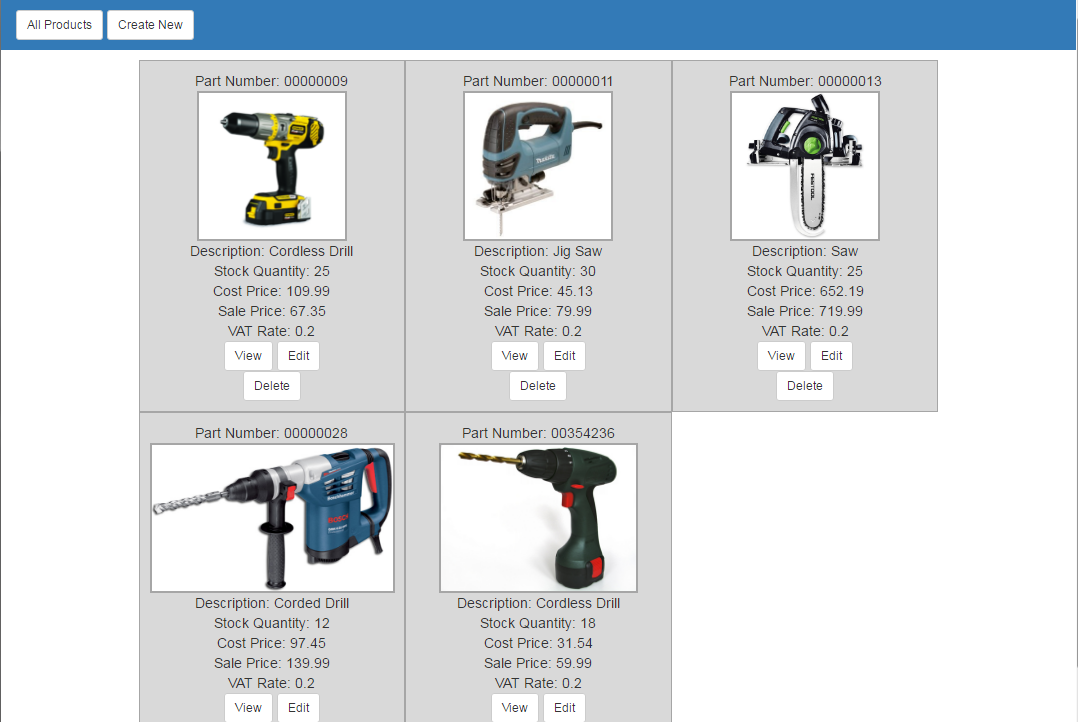 All Products Create New
Part Number: 00000009
Description: Cordless Drill
Stock Quantity: 25
Cost Price: 109.99
Sale Price: 67.35
VAT Rate: 0.2
View Edit
Delete
Part Number: 00000011
makita
Description: Jig Saw
Stock Quantity: 30
Cost Price: 45.13
Sale Price: 79.99
VAT Rate: 0.2
View Edit
Delete
Part Number: 00000013
FESTOOL
Description: Saw
Stock Quantity: 25
Cost Price: 652.19
Sale Price: 719.99
VAT Rate: 0.2
View Edit
Delete
Part Number: 00000028
BOSCH
Description: Corded Drill
Stock Quantity: 12
Cost Price: 97.45
Sale Price: 139.99
VAT Rate: 0.2
View Edit
Part Number: 00354236
Description: Cordless Drill
Stock Quantity: 18
Cost Price: 31.54
Sale Price: 59.99
VAT Rate: 0.2
View Edit